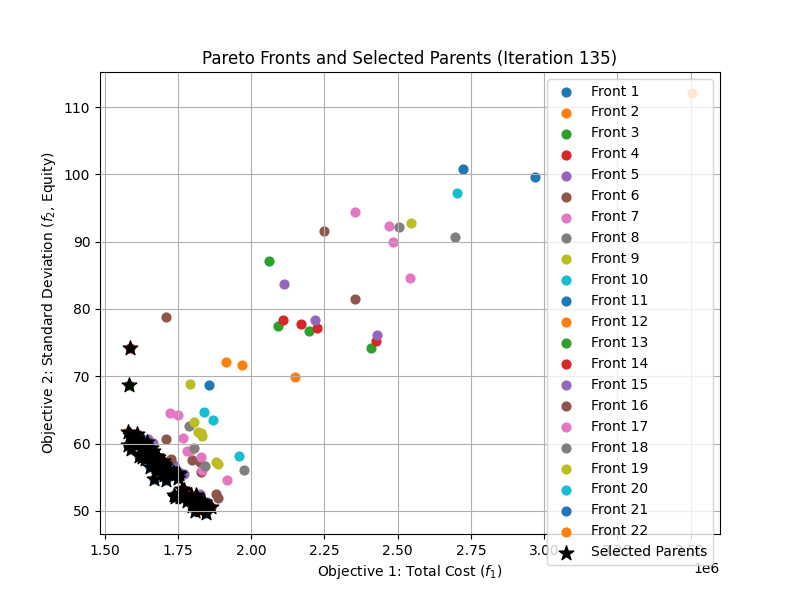 Pareto Fronts and Selected Parents (Iteration 135)
Objective 2: Standard Deviation (f2, Equity)
110
100
90
80
70
60
50
1.50
1.75
2.00
2.25
2.50
2.75
3.00
1e6
Objective 1: Total Cost (f1)
Front 1
Front 2
Front 3
Front 4
Front 5
Front 6
Front 7
Front 8
Front 9
Front 10
Front 11
Front 12
Front 13
Front 14
Front 15
Front 16
Front 17
Front 18
Front 19
Front 20
Front 21
Front 22
Selected Parents